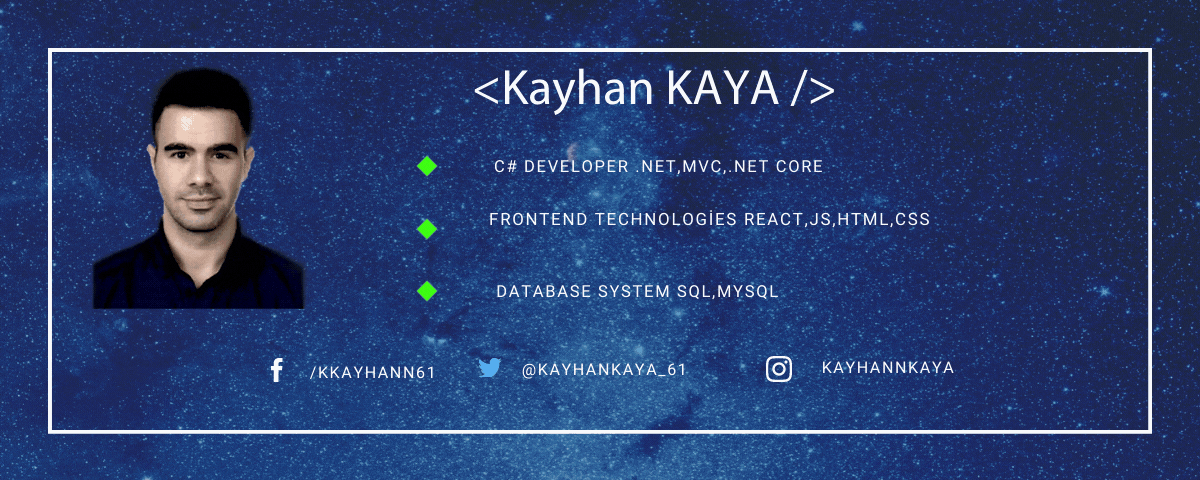 <Kayhan KAYA />
C# DEVELOPER .NET,MVC,.NET CORE
FRONTEND TECHNOLOGİES REACT,JS,HTML,CSS
DATABASE SYSTEM SQL,MYSQL
/KKAYHANN61 @KAYHANKAYA_61 KAYHANNKAYA